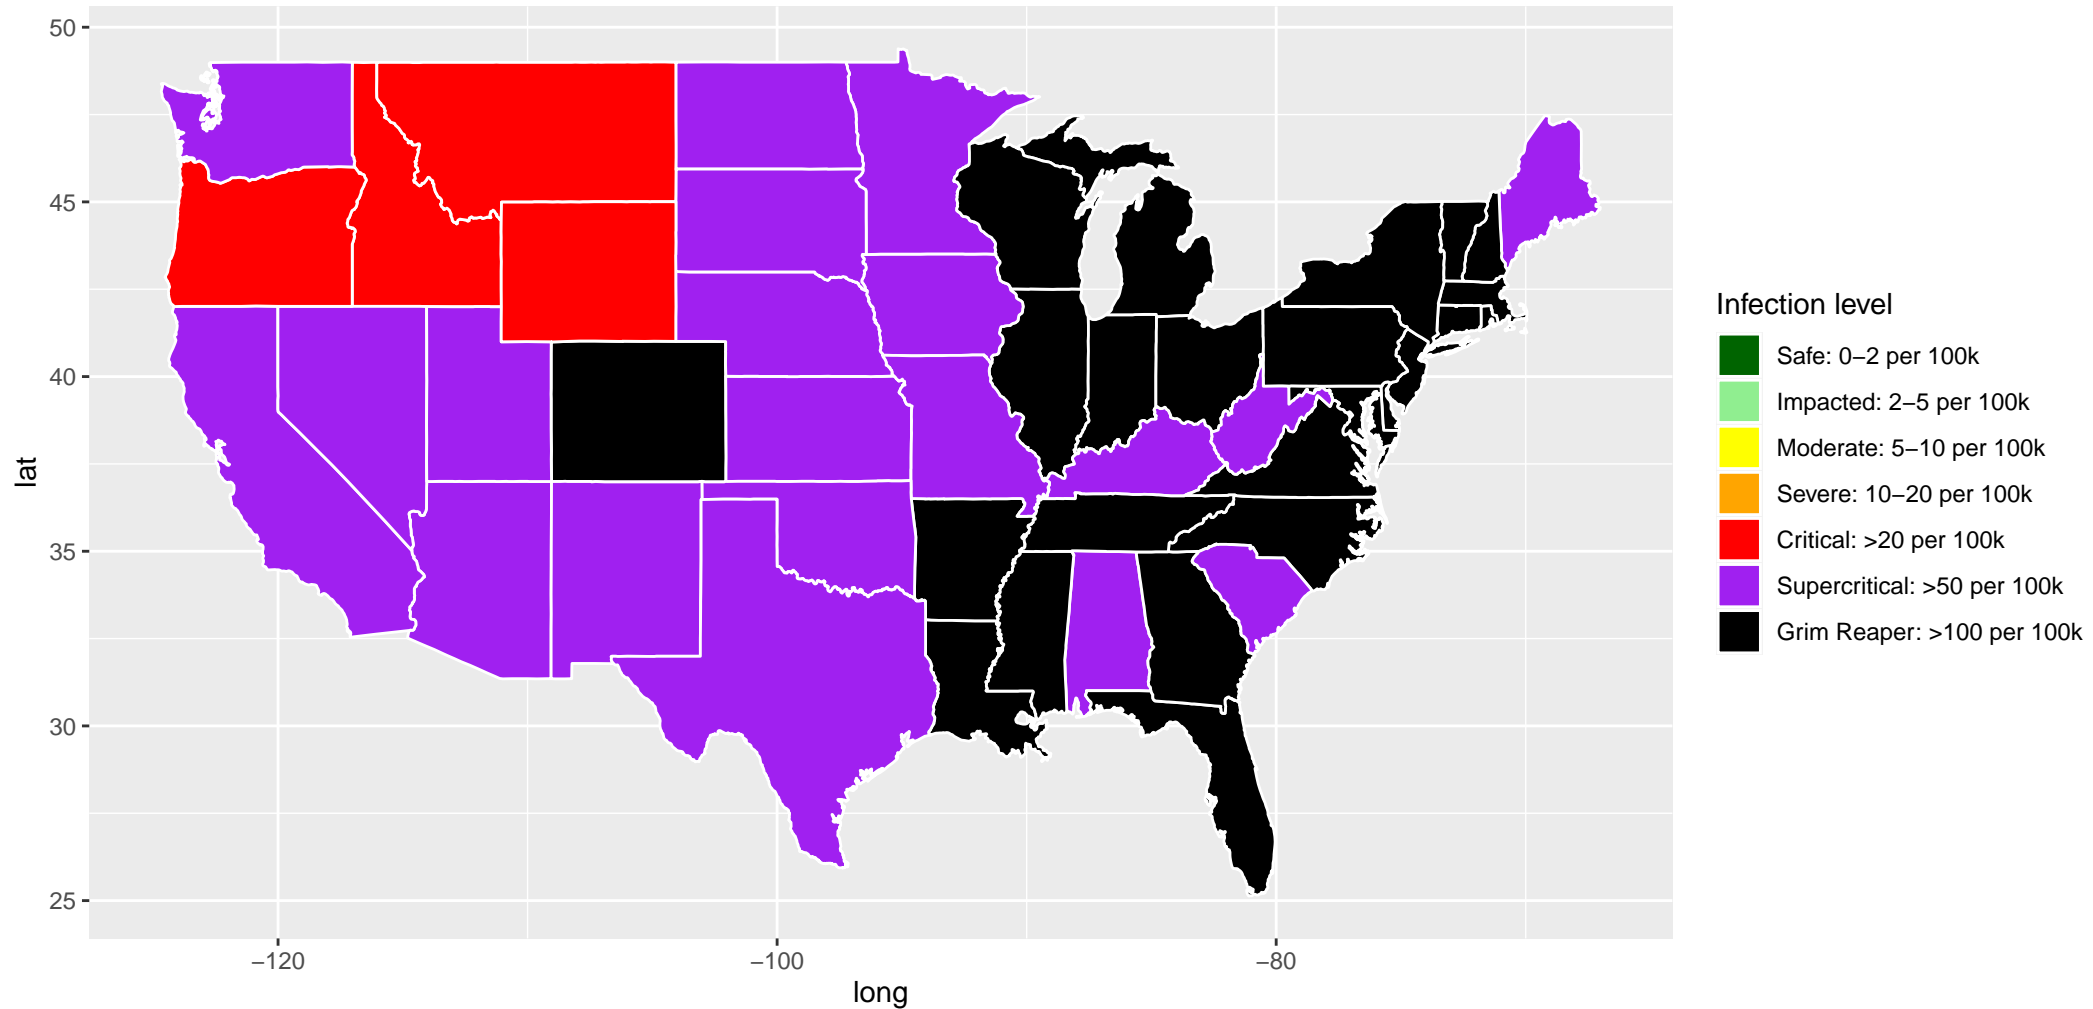 50
45
40
35
30
25
lat
−120
−100
−80
long
Infection level
Safe: 0−2 per 100k
Impacted: 2−5 per 100k
Moderate: 5−10 per 100k
Severe: 10−20 per 100k
Critical: >20 per 100k
Supercritical: >50 per 100k
Grim Reaper: >100 per 100k